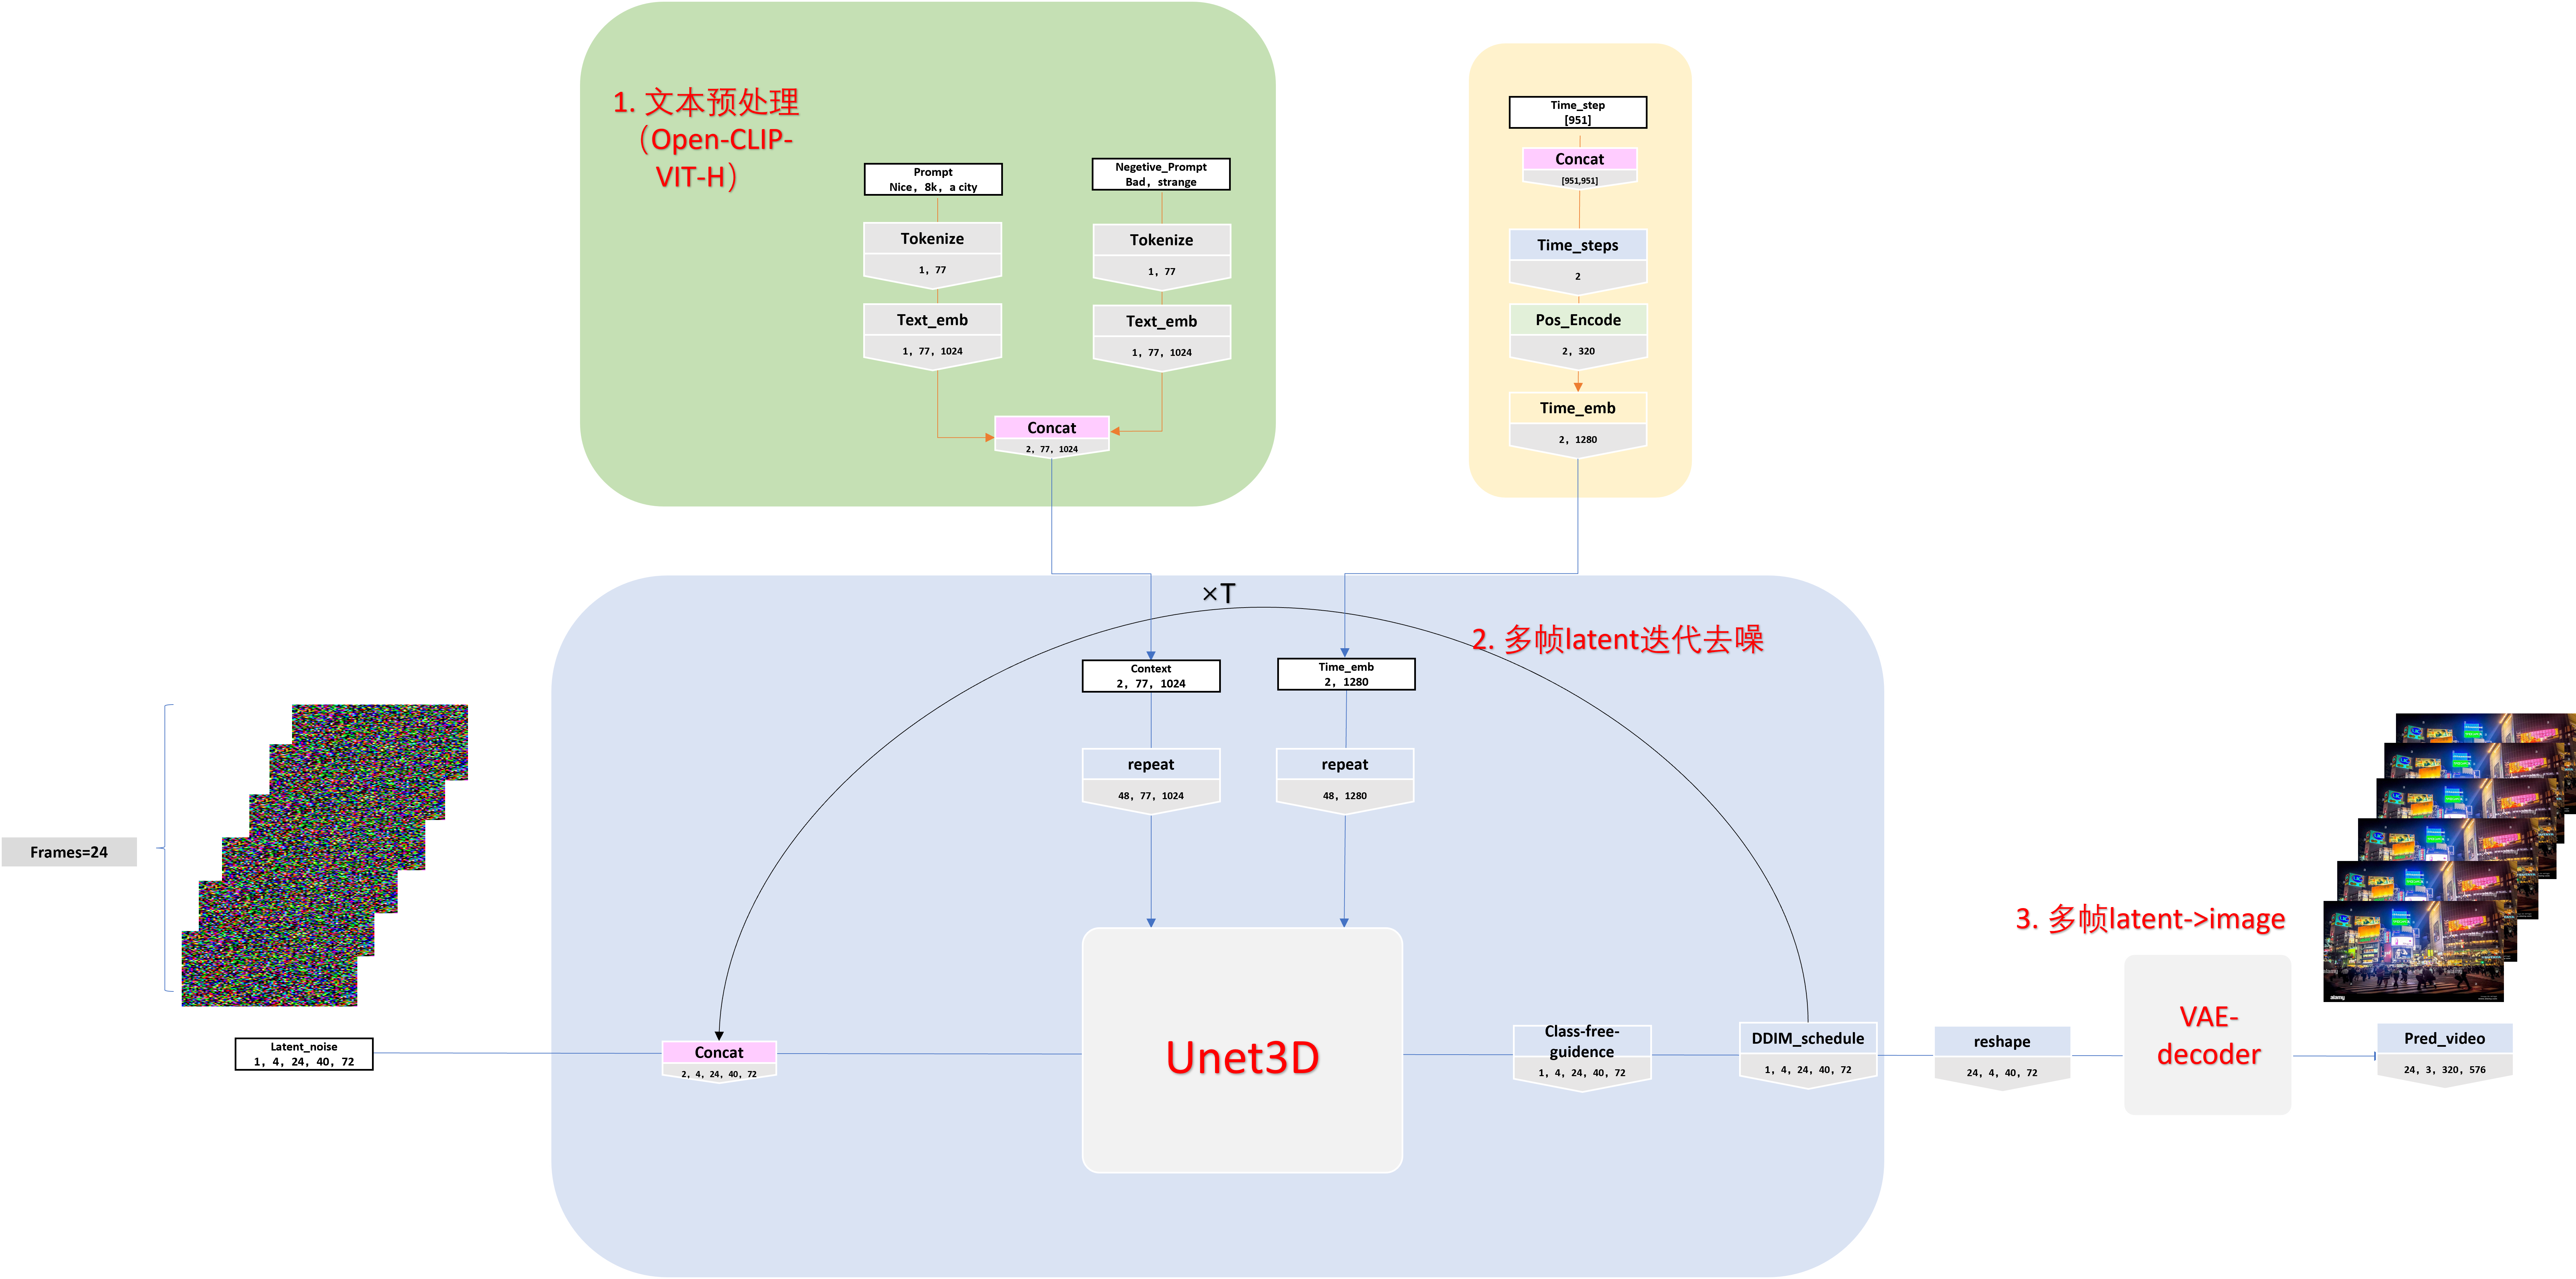 1. 文本预处理
（Open-CLIP-
VIT-H）
Prompt
Nice, 8k, a city
Tokenize
1, 77
Text_emb
1, 77, 1024
Negetive_Prompt
Bad, strange
Tokenize
1, 77
Text_emb
1, 77, 1024
Concat
2, 77, 1024
Time_step
[951]
Concat
[951,951]
Time_steps
2
Pos_Encode
2, 320
Time_emb
2, 1280
×T
2. 多帧latent迭代去噪
Context
2, 77, 1024
repeat
48, 77, 1024
Time_emb
2, 1280
repeat
48, 1280
Frames=24
Latent_noise
1, 4, 24, 40, 72
Concat
2, 4, 24, 40, 72
Unet3D
Class-free-
guidence
1, 4, 24, 40, 72
DDIM_schedule
1, 4, 24, 40, 72
reshape
24, 4, 40, 72
3. 多帧latent->image
VAE-
decoder
alamy
Pred_video
24, 3, 320, 576